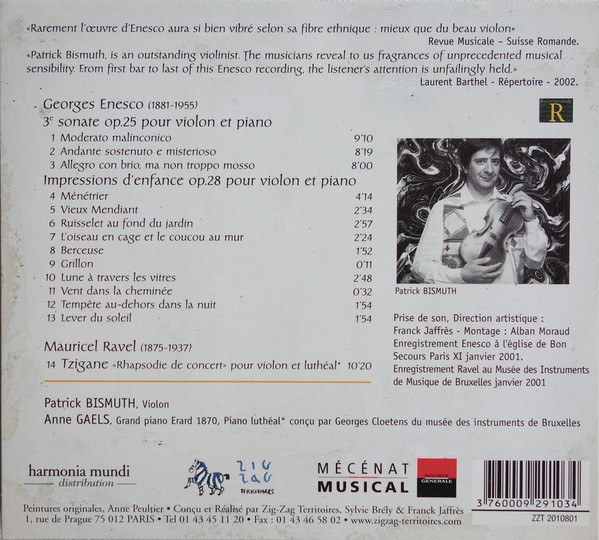 «Rarement l'œuvre d'Enesco aura si bien vibré selon sa fibre ethnique : mieux que du beau violon»
Revue Musicale – Suisse Romande.
«Patrick Bismuth, is an outstanding violinist. The musicians reveal to us fragrances of unprecedented musical
sensibility. From first bar to last of this Enesco recording, the listener's attention is unfailingly held.»
Laurent Barthel - Répertoire - 2002.
R
Georges Enesco (1881-1955)
3e sonate op.25 pour violon et piano
1 Moderato malinconico 9'10
2 Andante sostenuto e misterioso 8'19
3 Allegro con brio, ma non troppo mosso 8'00
Impressions d'enfance op.28 pour violon et piano
4 Ménétrier 4'14
5 Vieux Mendiant 2'34
6 Ruisselet au fond du jardin 2'57
7 L'oiseau en cage et le coucou au mur 2'24
8 Berceuse 1'52
9 Grillon 0'11
10 Lune à travers les vitres 2'48
11 Vent dans la cheminée 0'32
12 Tempête au-dehors dans la nuit 1'54
13 Lever du soleil 1'54
Patrick BISMUTH
Prise de son, Direction artistique :
Franck Jaffrès - Montage : Alban Moraud
Enregistrement Enesco à l'église de Bon
Secours Paris XI janvier 2001.
Enregistrement Ravel au Musée des Instruments
de Musique de Bruxelles janvier 2001
Mauricel Ravel (1875-1937)
14 Tzigane «Rhapsodie de concert» pour violon et luthéal* 10'20
Patrick BISMUTH, Violon
Anne GAELS, Grand piano Erard 1870, Piano luthéal* conçu par Georges Cloetens du musée des instruments de Bruxelles
harmonia mundi
distribution
ZIG
ZAG
TERRITOIRES
MÉCÉNAT
MUSICAL
SOCIETE
GENERALE
3 760009 291034
ZZT 2010801
Peintures originales, Anne Peultier • Conçu et Réalisé par Zig-Zag Territoires, Sylvie Brély & Franck Jaffrès
1, rue de Prague 75 012 PARIS • Tel 01 43 45 11 20 • Fax : 01 43 46 58 02 • www.zigzag-territoires.com